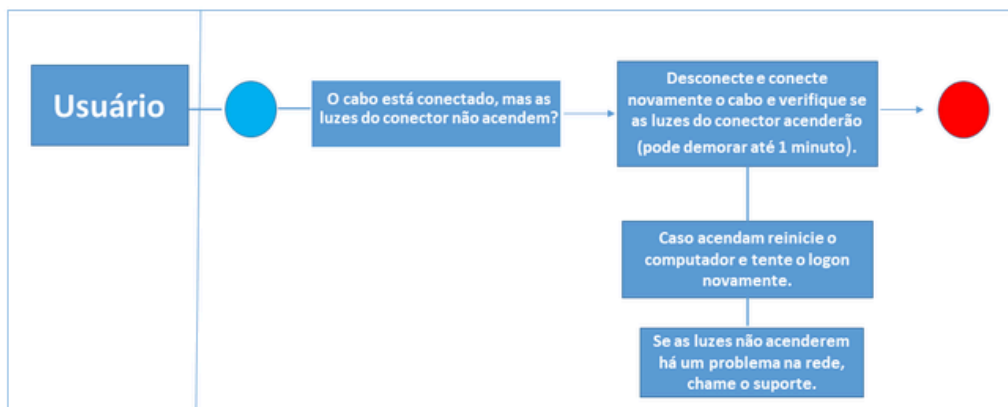 Usuário
O cabo está conectado, mas as
luzes do conector não acendem?
Desconecte e conecte
novamente o cabo e verifique se
as luzes do conector acenderão
(pode demorar até 1 minuto).
Caso acendam reinicie o
computador e tente o logon
novamente.
Se as luzes não acenderem
há um problema na rede,
chame o suporte.